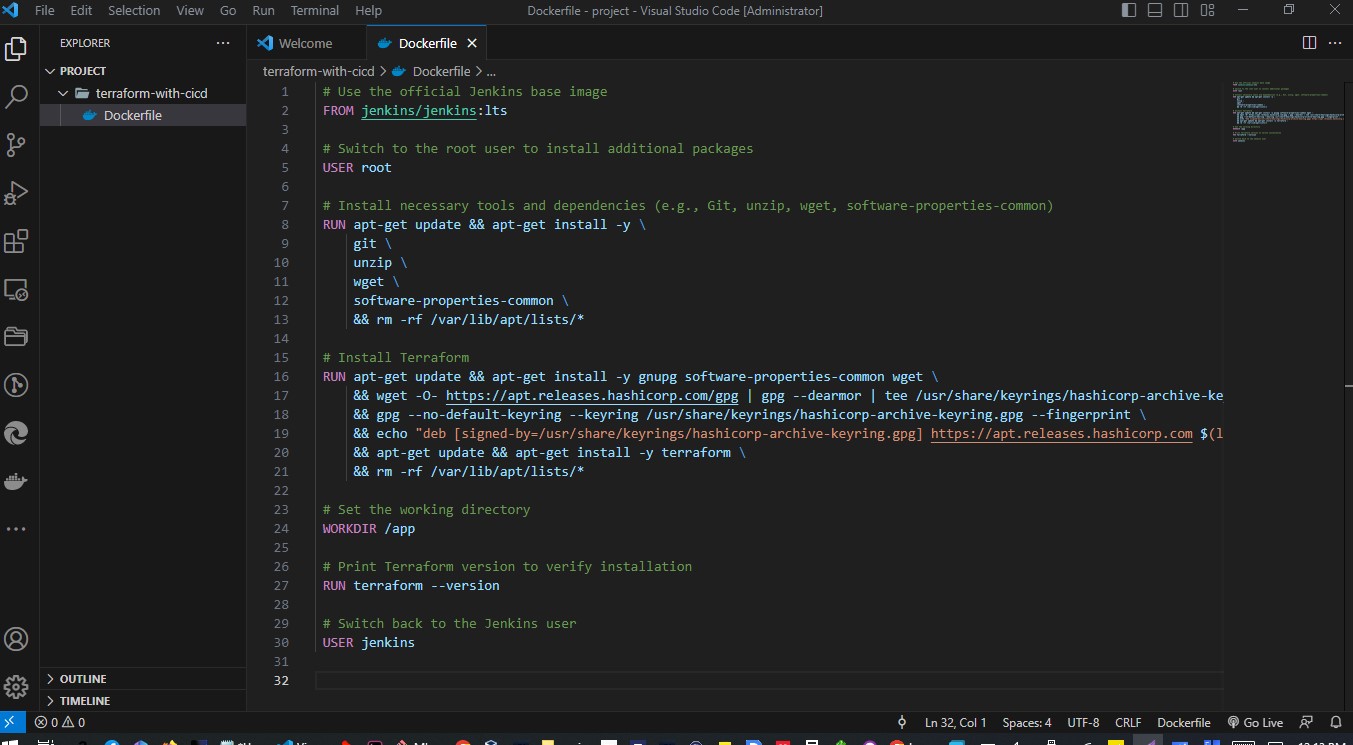 File Edit Selection View Go Run Terminal Help
Dockerfile - project - Visual Studio Code [Administrator]
EXPLORER
PROJECT
terraform-with-cicd
Dockerfile
OUTLINE
TIMELINE
Welcome
Dockerfile
terraform-with-cicd > Dockerfile > ...
1 # Use the official Jenkins base image
2 FROM jenkins/jenkins:lts
3
4 # Switch to the root user to install additional packages
5 USER root
6
7 # Install necessary tools and dependencies (e.g., Git, unzip, wget, software-properties-common)
8 RUN apt-get update && apt-get install -y \
9 git \
10 unzip \
11 wget \
12 software-properties-common \
13 && rm -rf /var/lib/apt/lists/*
14
15 # Install Terraform
16 RUN apt-get update && apt-get install -y gnupg software-properties-common wget \
17 && wget -O- https://apt.releases.hashicorp.com/gpg | gpg --dearmor | tee /usr/share/keyrings/hashicorp-archive-ke
18 && gpg --no-default-keyring --keyring /usr/share/keyrings/hashicorp-archive-keyring.gpg --fingerprint \
19 && echo "deb [signed-by=/usr/share/keyrings/hashicorp-archive-keyring.gpg] https://apt.releases.hashicorp.com $(l
20 && apt-get update && apt-get install -y terraform \
21 && rm -rf /var/lib/apt/lists/*
22
23 # Set the working directory
24 WORKDIR /app
25
26 # Print Terraform version to verify installation
27 RUN terraform --version
28
29 # Switch back to the Jenkins user
30 USER jenkins
31
32
0 0
Ln 32, Col 1 Spaces: 4 UTF-8 CRLF Dockerfile Go Live